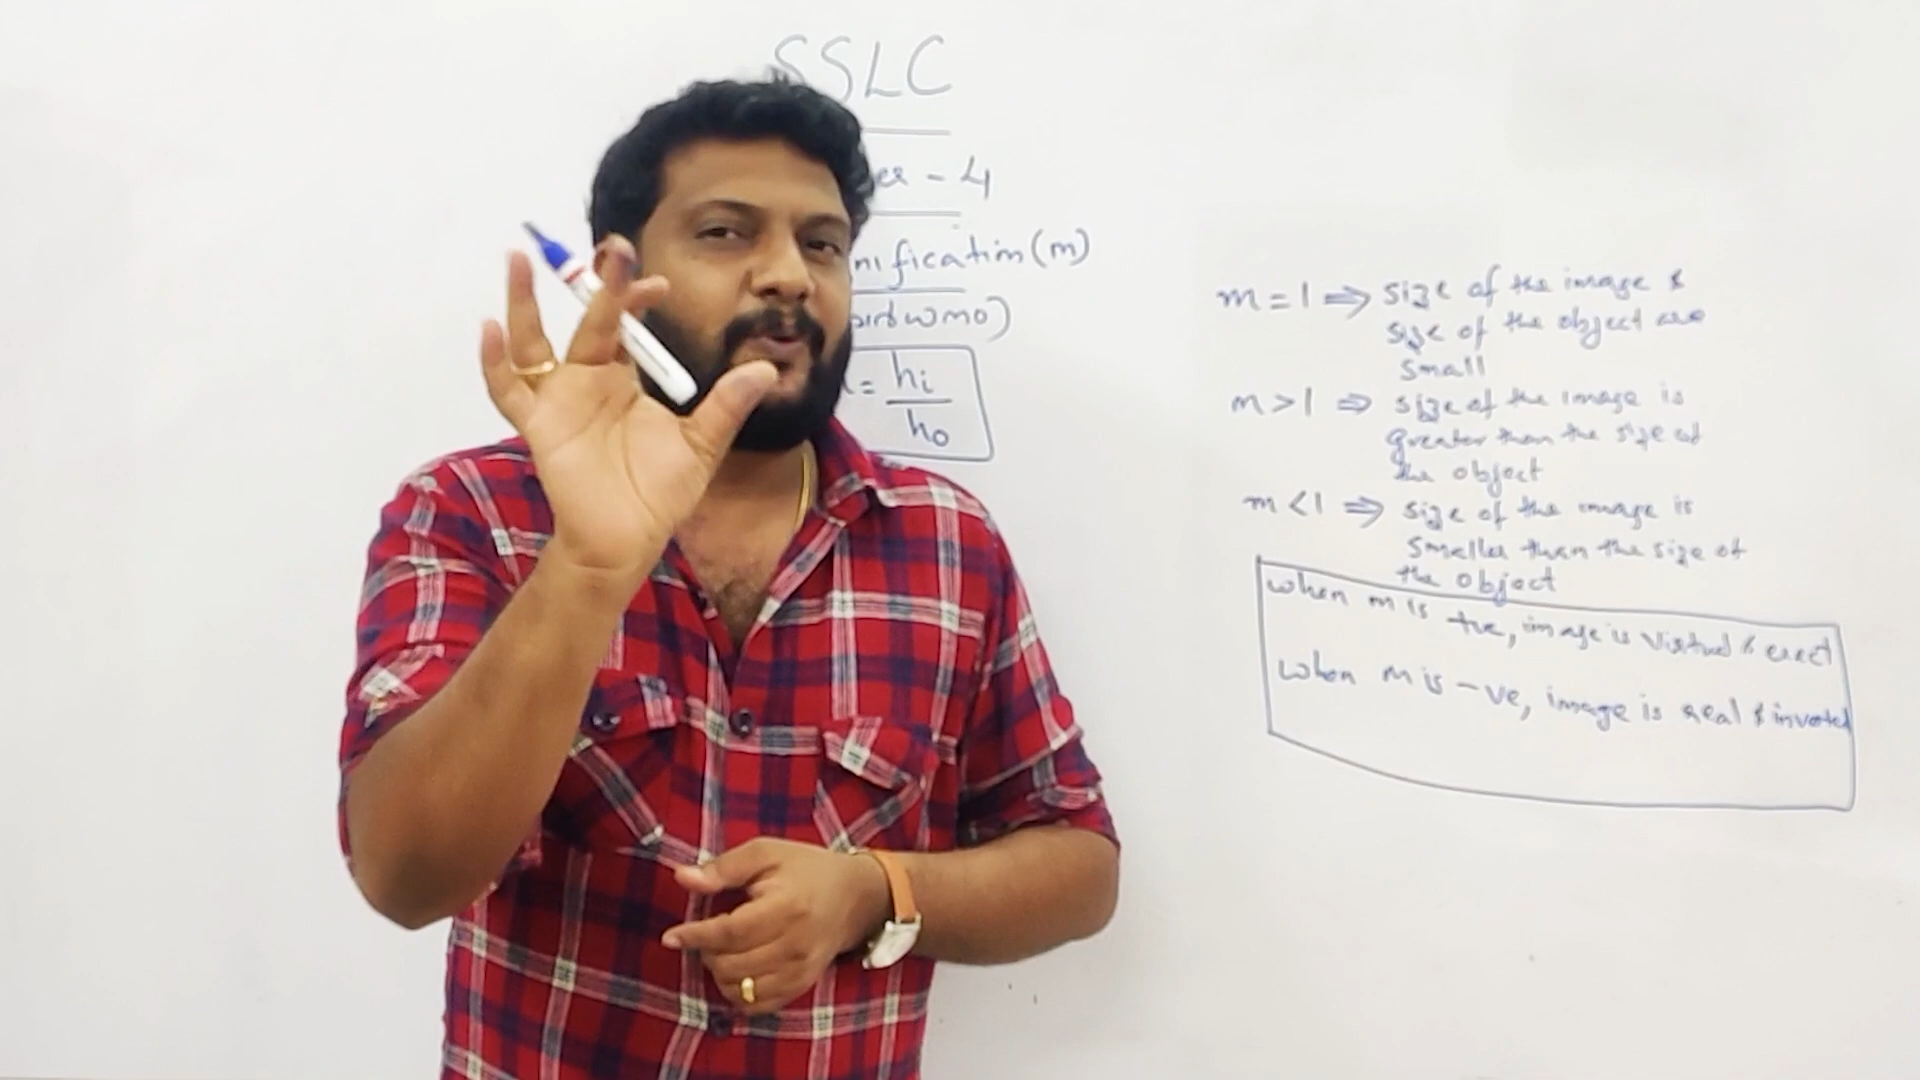 SSLC
- 4
nification (m)
= hi
ho
m = 1 ⇒ size of the image &
size of the object are
small
m > 1 ⇒ size of the image is
greater than the size of
the object
m < 1 ⇒ size of the image is
smaller than the size of
the object
when m is +ve, image is virtual & erect
when m is -ve, image is real & inverted